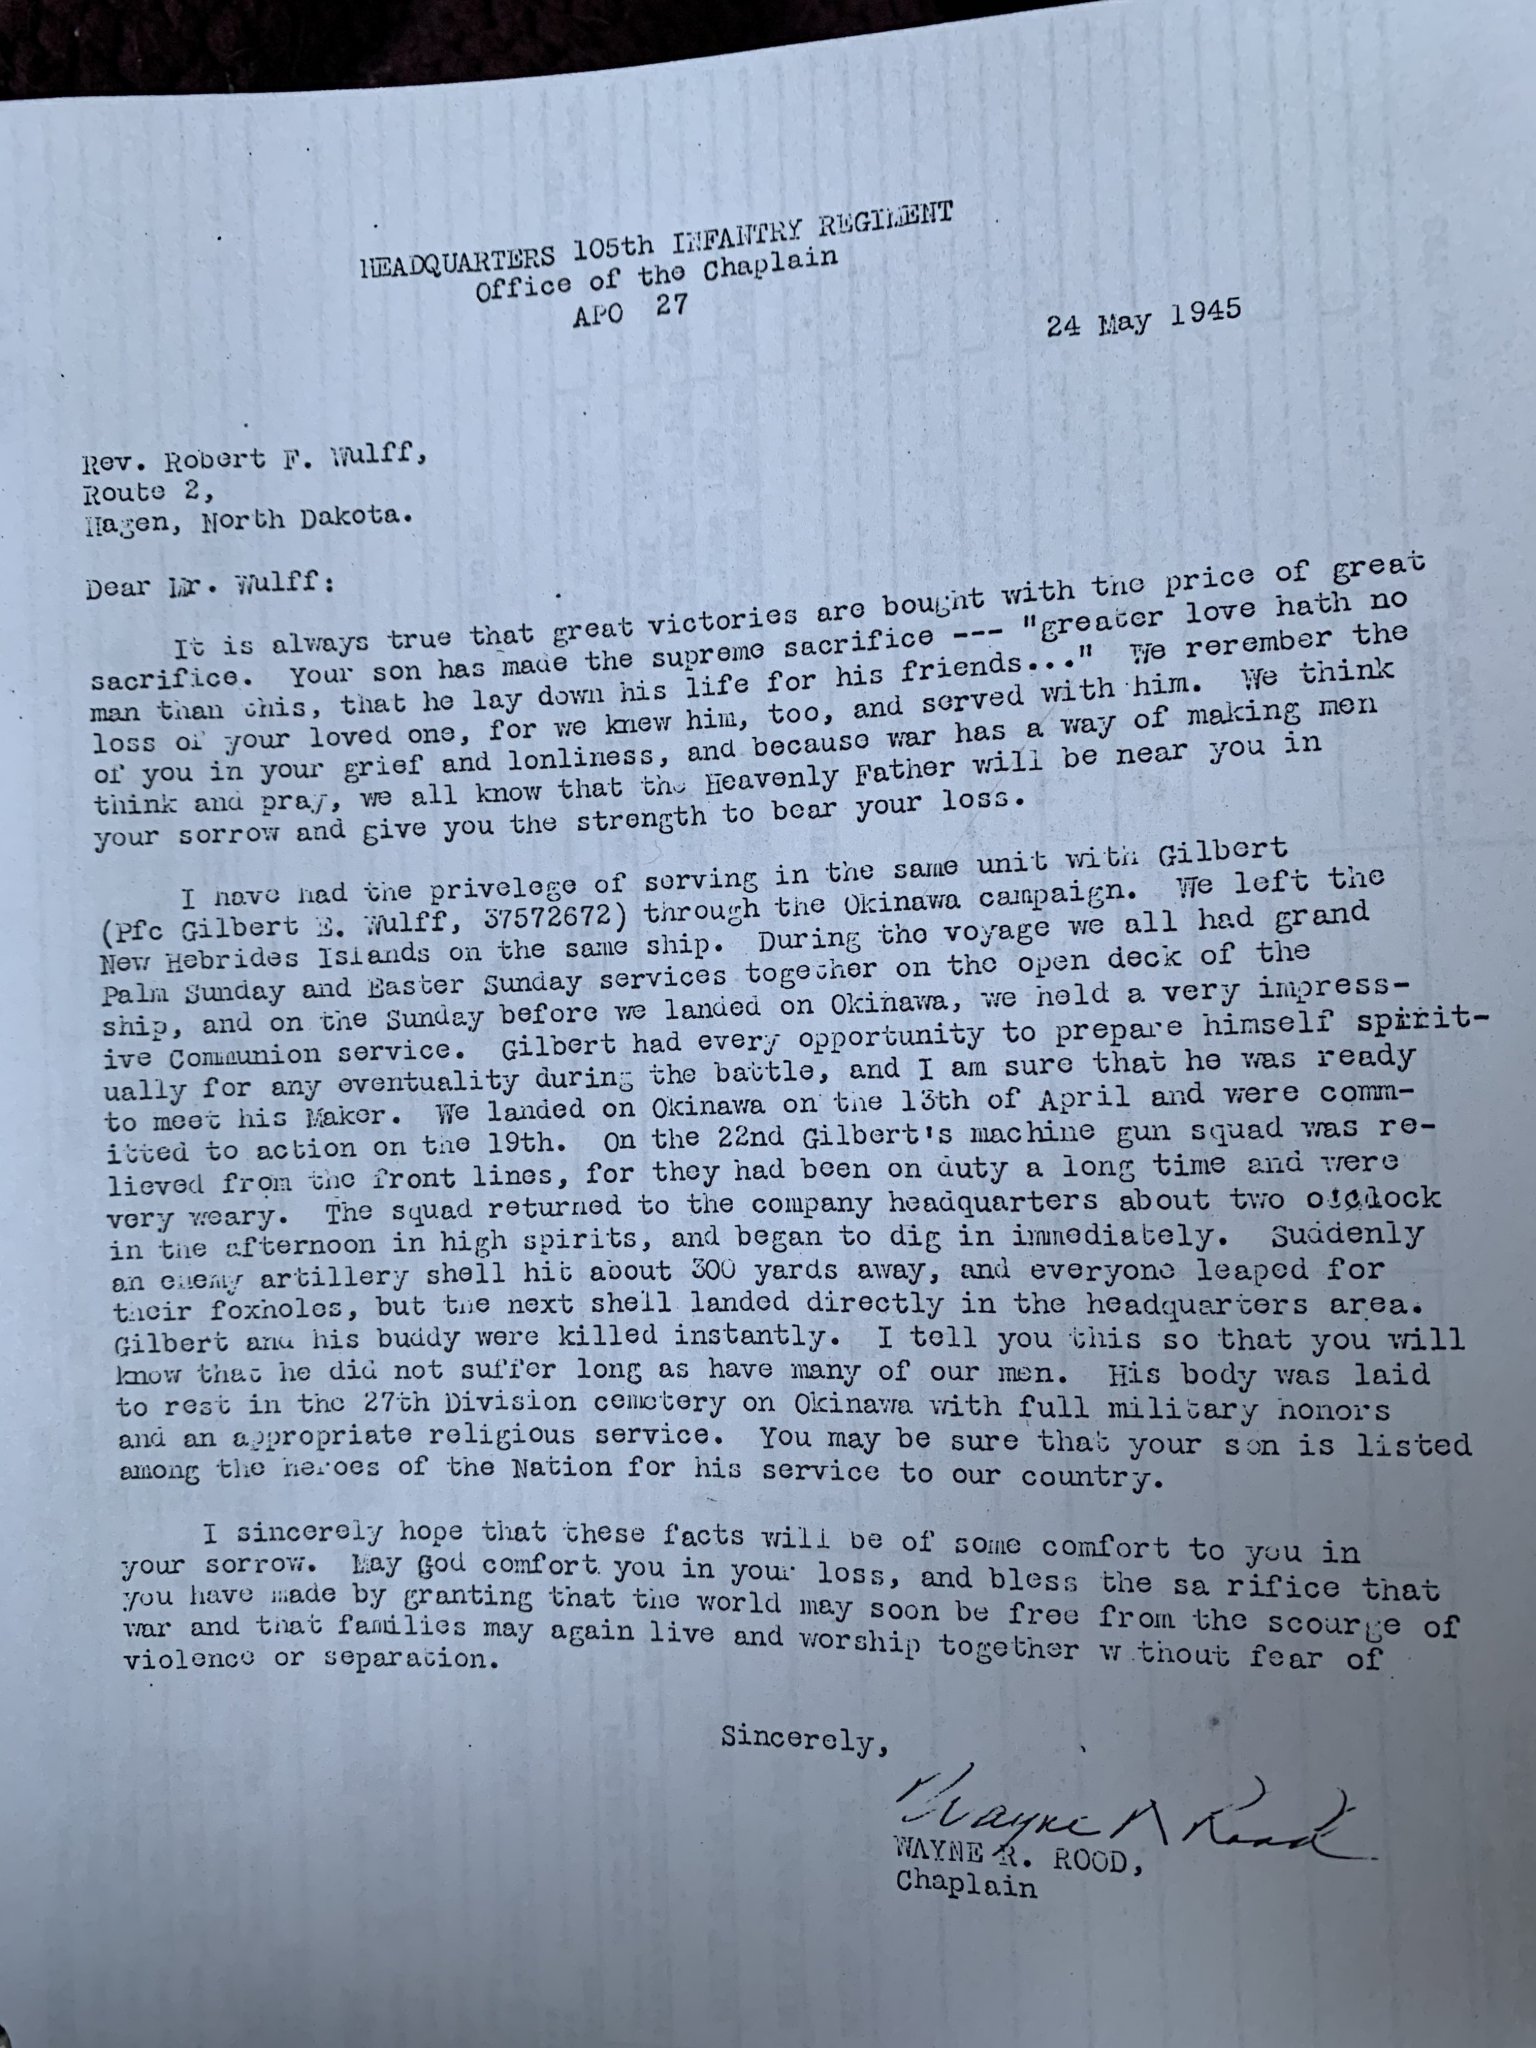 HEADQUARTERS 105th INFANTRY REGIMENT
Office of the Chaplain
APO 27
24 May 1945
Rev. Robert F. Wulff,
Route 2,
Hagen, North Dakota.
Dear Mr. Wulff:
It is always true that great victories are bought with the price of great
sacrifice. Your son has made the supreme sacrifice --- "greater love hath no
man than this, that he lay down his life for his friends..." We rerember the
loss of your loved one, for we knew him, too, and served with him. We think
of you in your grief and lonliness, and because war has a way of making men
think and pray, we all know that the Heavenly Father will be near you in
your sorrow and give you the strength to bear your loss.
I have had the privelege of serving in the same unit with Gilbert
(Pfc Gilbert E. Wulff, 37572672) through the Okinawa campaign. We left the
New Hebrides Islands on the same ship. During the voyage we all had grand
Palm Sunday and Easter Sunday services together on the open deck of the
ship, and on the Sunday before we landed on Okinawa, we held a very impress-
ive Communion service. Gilbert had every opportunity to prepare himself spirit-
ually for any eventuality during the battle, and I am sure that he was ready
to meet his Maker. We landed on Okinawa on the 13th of April and were comm-
itted to action on the 19th. On the 22nd Gilbert's machine gun squad was re-
lieved from the front lines, for they had been on duty a long time and were
very weary. The squad returned to the company headquarters about two o'clock
in the afternoon in high spirits, and began to dig in immediately. Suddenly
an enemy artillery shell hit about 300 yards away, and everyone leaped for
their foxholes, but the next shell landed directly in the headquarters area.
Gilbert and his buddy were killed instantly. I tell you this so that you will
know that he did not suffer long as have many of our men. His body was laid
to rest in the 27th Division cemetery on Okinawa with full military honors
and an appropriate religious service. You may be sure that your son is listed
among the heroes of the Nation for his service to our country.
I sincerely hope that these facts will be of some comfort to you in
your sorrow. May God comfort you in your loss, and bless the sa rifice that
you have made by granting that the world may soon be free from the scourge of
war and that families may again live and worship together w thout fear of
violence or separation.
Sincerely,
Wayne R Rood
WAYNE R. ROOD,
Chaplain